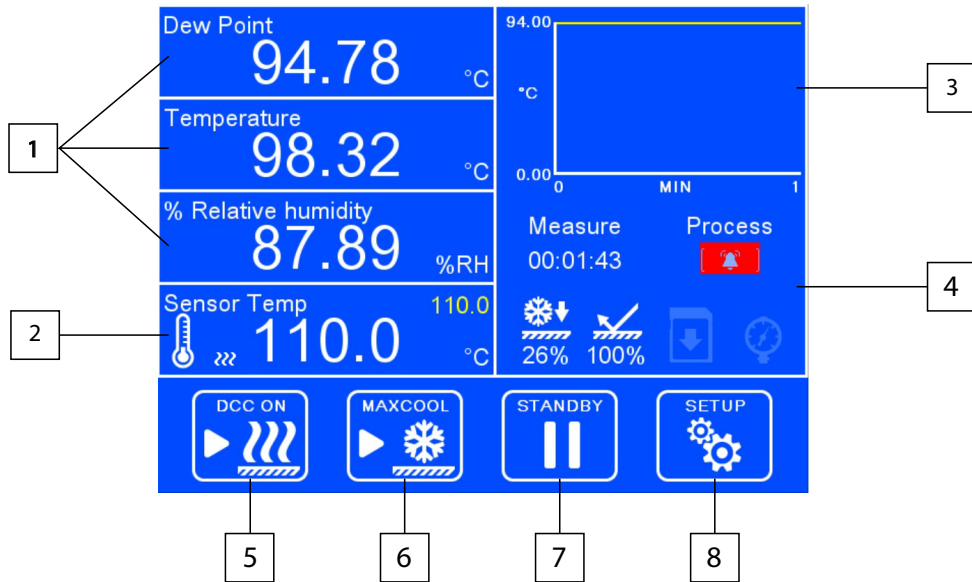 Dew Point
94.78 °C
Temperature
98.32 °C
% Relative humidity
87.89 %RH
Sensor Temp 110.0
110.0 °C
94.00
°C
0.00
0 MIN 1
Measure Process
00:01:43
26% 100%
DCC ON
MAXCOOL
STANDBY
SETUP
1
2
3
4
5
6
7
8